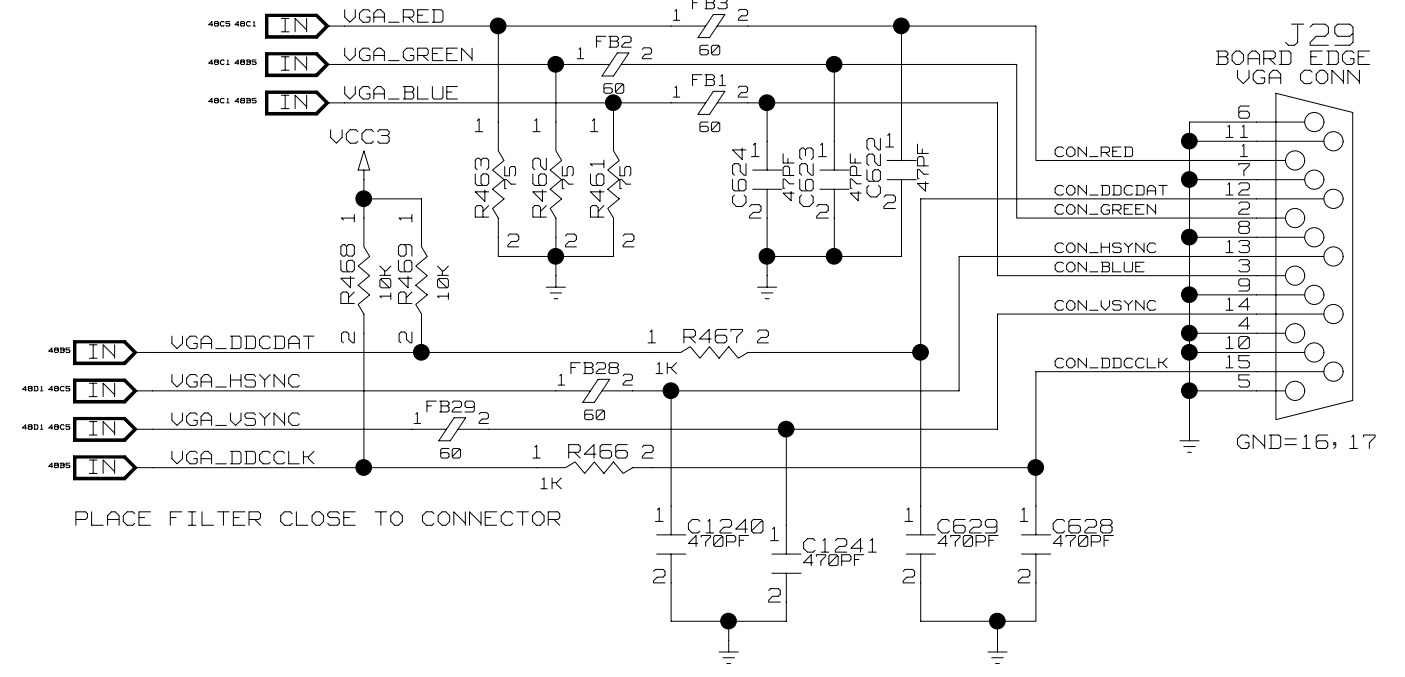 48C5 48C1 IN VGA_RED 1 FB3 2 60
48C1 48B5 IN VGA_GREEN 1 FB2 2 60
48C1 48B5 IN VGA_BLUE 1 FB1 2 60
J29
BOARD EDGE
VGA CONN
VCC3
1 R463 75 2
1 R462 75 2
1 R461 75 2
1 C624 47PF 2
1 C623 47PF 2
1 C622 47PF 2
1 R468 10K 2
1 R469 10K 2
6
11
CON_RED 1
7
CON_DDCDAT 12
CON_GREEN 2
8
CON_HSYNC 13
CON_BLUE 3
9
CON_VSYNC 14
4
10
CON_DDCCLK 15
5
GND=16,17
48B5 IN VGA_DDCDAT 1 R467 2 1K
48D1 48C5 IN VGA_HSYNC 1 FB28 2 60
48D1 48C5 IN VGA_VSYNC 1 FB29 2 60
48B5 IN VGA_DDCCLK 1 R466 2 1K
PLACE FILTER CLOSE TO CONNECTOR
1 C1240 470PF 2
1 C1241 470PF 2
1 C629 470PF 2
1 C628 470PF 2